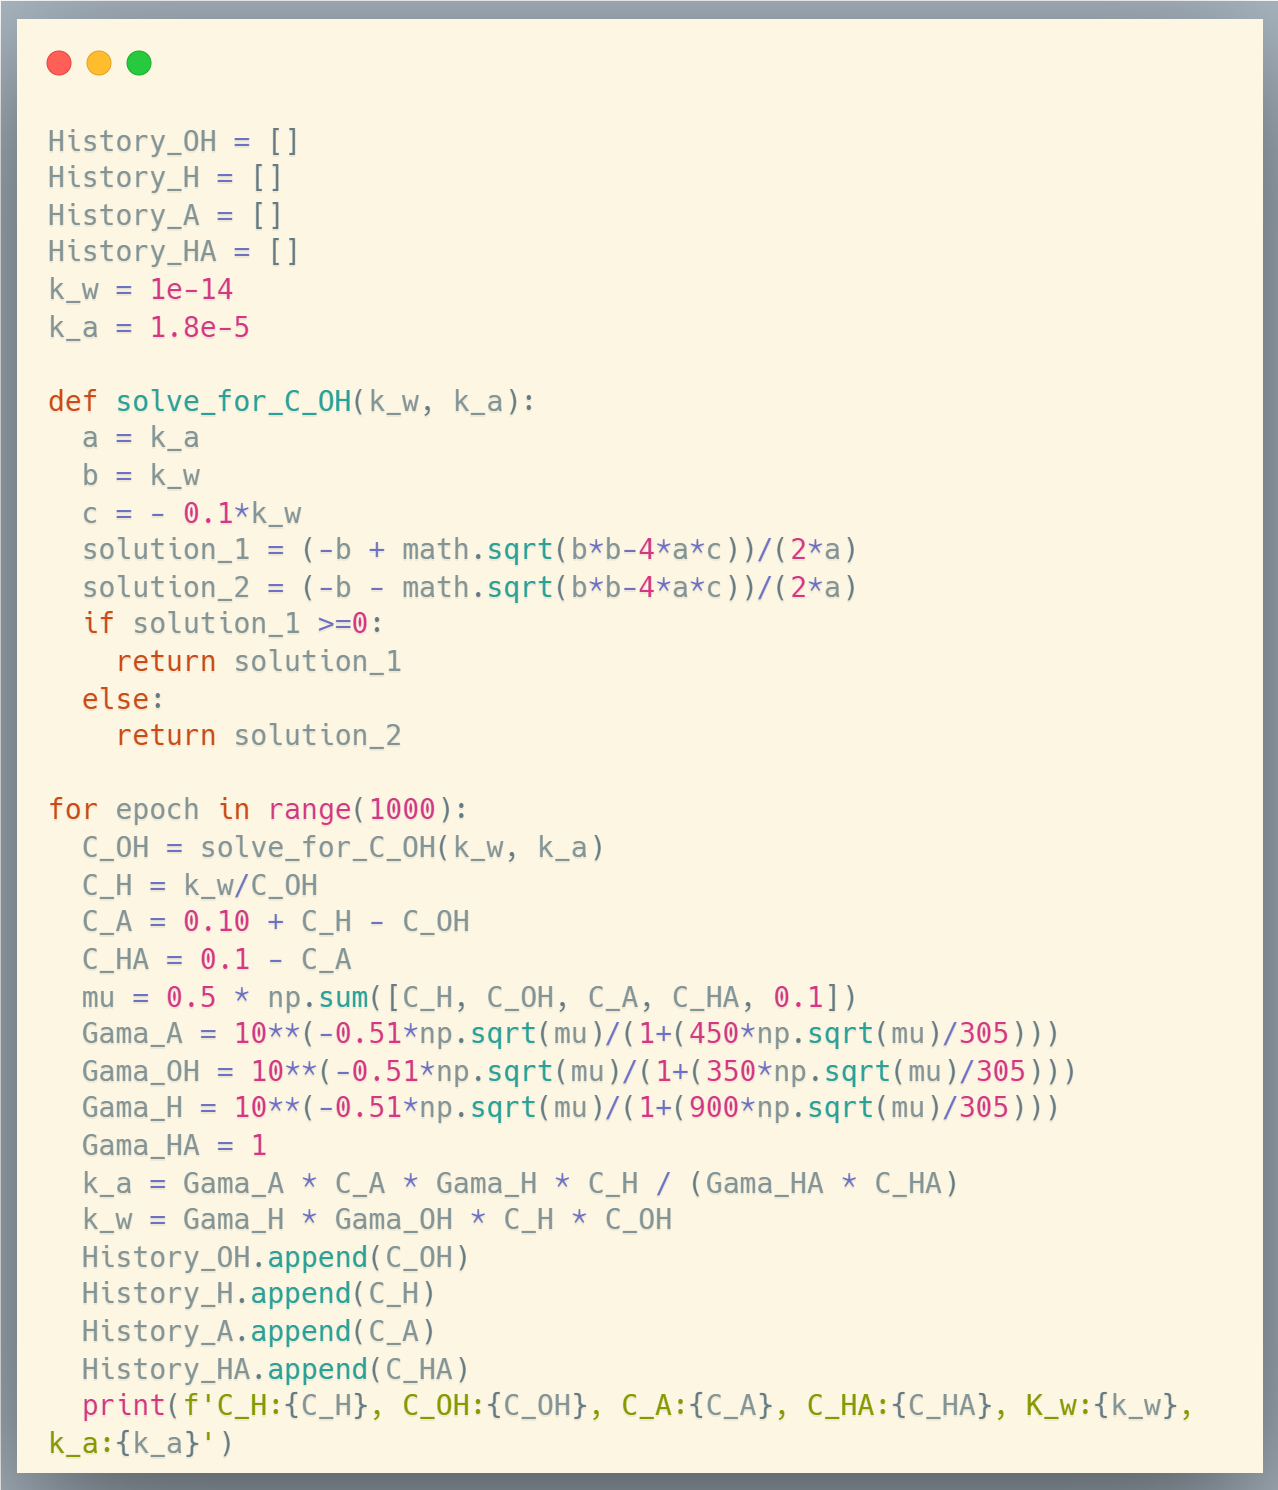 History_OH = []
History_H = []
History_A = []
History_HA = []
k_w = 1e-14
k_a = 1.8e-5

def solve_for_C_OH(k_w, k_a):
  a = k_a
  b = k_w
  c = - 0.1*k_w
  solution_1 = (-b + math.sqrt(b*b-4*a*c))/(2*a)
  solution_2 = (-b - math.sqrt(b*b-4*a*c))/(2*a)
  if solution_1 >=0:
    return solution_1
  else:
    return solution_2

for epoch in range(1000):
  C_OH = solve_for_C_OH(k_w, k_a)
  C_H = k_w/C_OH
  C_A = 0.10 + C_H - C_OH
  C_HA = 0.1 - C_A
  mu = 0.5 * np.sum([C_H, C_OH, C_A, C_HA, 0.1])
  Gama_A = 10**(-0.51*np.sqrt(mu)/(1+(450*np.sqrt(mu)/305)))
  Gama_OH = 10**(-0.51*np.sqrt(mu)/(1+(350*np.sqrt(mu)/305)))
  Gama_H = 10**(-0.51*np.sqrt(mu)/(1+(900*np.sqrt(mu)/305)))
  Gama_HA = 1
  k_a = Gama_A * C_A * Gama_H * C_H / (Gama_HA * C_HA)
  k_w = Gama_H * Gama_OH * C_H * C_OH
  History_OH.append(C_OH)
  History_H.append(C_H)
  History_A.append(C_A)
  History_HA.append(C_HA)
  print(f'C_H:{C_H}, C_OH:{C_OH}, C_A:{C_A}, C_HA:{C_HA}, K_w:{k_w},
k_a:{k_a}')